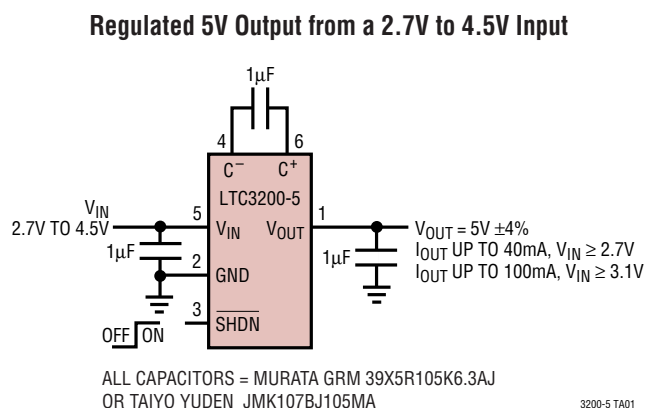 Regulated 5V Output from a 2.7V to 4.5V Input
1µF
4
6
C–
C+
LTC3200-5
VIN
2.7V TO 4.5V
5
VIN
VOUT
1
VOUT = 5V ±4%
IOUT UP TO 40mA, VIN ≥ 2.7V
IOUT UP TO 100mA, VIN ≥ 3.1V
1µF
1µF
2
GND
3
SHDN
OFF ON
ALL CAPACITORS = MURATA GRM 39X5R105K6.3AJ
OR TAIYO YUDEN JMK107BJ105MA
3200-5 TA01